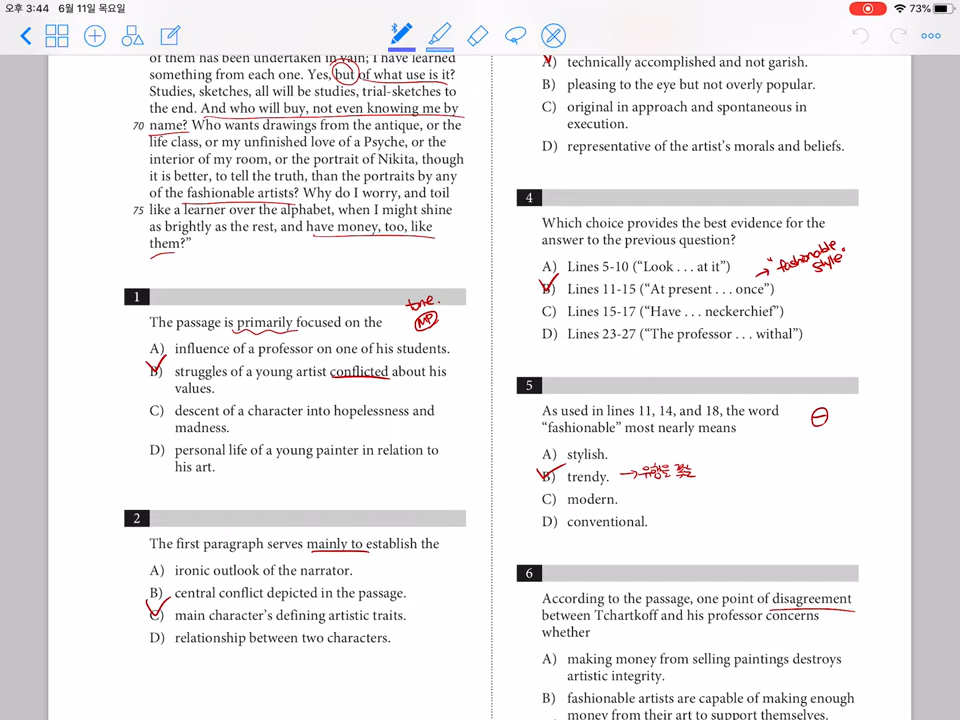 오후 3:44 6월 11일 목요일
73%
of them has been undertaken in vain; I have learned
something from each one. Yes, but of what use is it?
Studies, sketches, all will be studies, trial-sketches to
the end. And who will buy, not even knowing me by
70 name? Who wants drawings from the antique, or the
life class, or my unfinished love of a Psyche, or the
interior of my room, or the portrait of Nikita, though
it is better, to tell the truth, than the portraits by any
of the fashionable artists? Why do I worry, and toil
75 like a learner over the alphabet, when I might shine
as brightly as the rest, and have money, too, like
them?”
1
tone.
MP
The passage is primarily focused on the
A) influence of a professor on one of his students.
B) struggles of a young artist conflicted about his
values.
C) descent of a character into hopelessness and
madness.
D) personal life of a young painter in relation to
his art.
2
The first paragraph serves mainly to establish the
A) ironic outlook of the narrator.
B) central conflict depicted in the passage.
C) main character’s defining artistic traits.
D) relationship between two characters.
A) technically accomplished and not garish.
B) pleasing to the eye but not overly popular.
C) original in approach and spontaneous in
execution.
D) representative of the artist’s morals and beliefs.
4
Which choice provides the best evidence for the
answer to the previous question?
A) Lines 5-10 (“Look . . . at it”)
→ "fashionable
style"
B) Lines 11-15 (“At present . . . once”)
C) Lines 15-17 (“Have . . . neckerchief”)
D) Lines 23-27 (“The professor . . . withal”)
5
As used in lines 11, 14, and 18, the word
“fashionable” most nearly means
A) stylish.
B) trendy. → 유행을 쫓는
C) modern.
D) conventional.
6
According to the passage, one point of disagreement
between Tchartkoff and his professor concerns
whether
A) making money from selling paintings destroys
artistic integrity.
B) fashionable artists are capable of making enough
money from their art to support themselves.